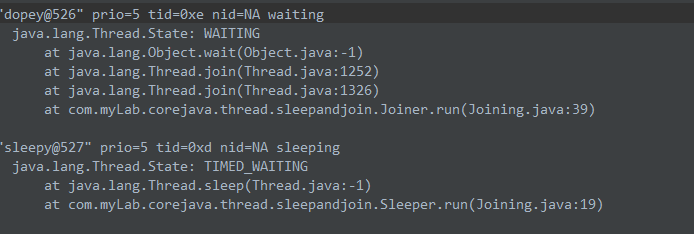 "dopey@526" prio=5 tid=0xe nid=NA waiting
java.lang.Thread.State: WAITING
at java.lang.Object.wait(Object.java:-1)
at java.lang.Thread.join(Thread.java:1252)
at java.lang.Thread.join(Thread.java:1326)
at com.myLab.corejava.thread.sleepandjoin.Joiner.run(Joining.java:39)
"sleepy@527" prio=5 tid=0xd nid=NA sleeping
java.lang.Thread.State: TIMED_WAITING
at java.lang.Thread.sleep(Thread.java:-1)
at com.myLab.corejava.thread.sleepandjoin.Sleeper.run(Joining.java:19)